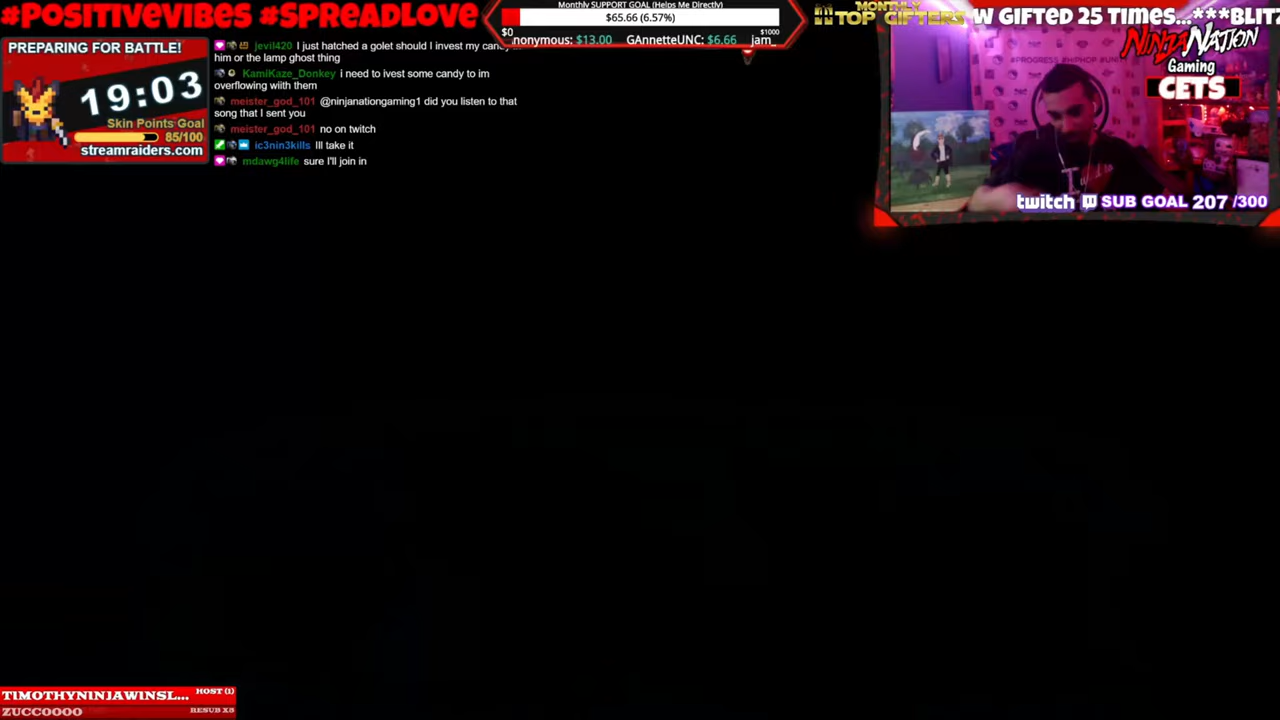 #POSITIVEVIBES #SPREADLOVE
PREPARING FOR BATTLE!
19:03
Skin Points Goal
85/100
streamraiders.com
jevil420 I just hatched a golet should I invest my
him or the lamp ghost thing
KamiKaze_Donkey i need to ivest some candy to im
overflowing wiith them
meister_god_101 @ninjanationgaming1 did you listen to that
song that I sent you
meister_god_101 no on twitch
ic3nin3kills Ill take it
mdawg4life sure I'll join in
Monthly SUPPORT GOAL (Helps Me Directly)
$65.66 (6.57%)
$0
$1000
nonymous: $13.00 GAnnetteUNC: $6.66 jam_
MONTHLY
TOP GIFTERS
W GIFTED 25 TIMES...***BLIT
NINJA NATION
Gaming
CETS
#PROGRESS #HIPHOP
twitch SUB GOAL 207 /300
TIMOTHYNINJAWINSL... HOST (1)
ZUCCOOOO RESUB X3